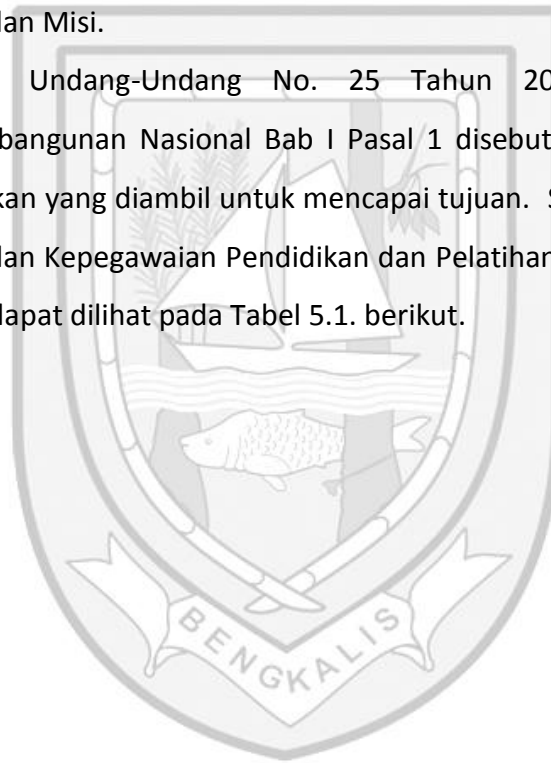 dan Misi.
Undang-Undang No. 25 Tahun 20
bangunan Nasional Bab I Pasal 1 disebut
kan yang diambil untuk mencapai tujuan. S
dan Kepegawaian Pendidikan dan Pelatihan
dapat dilihat pada Tabel 5.1. berikut.
BENGKALIS